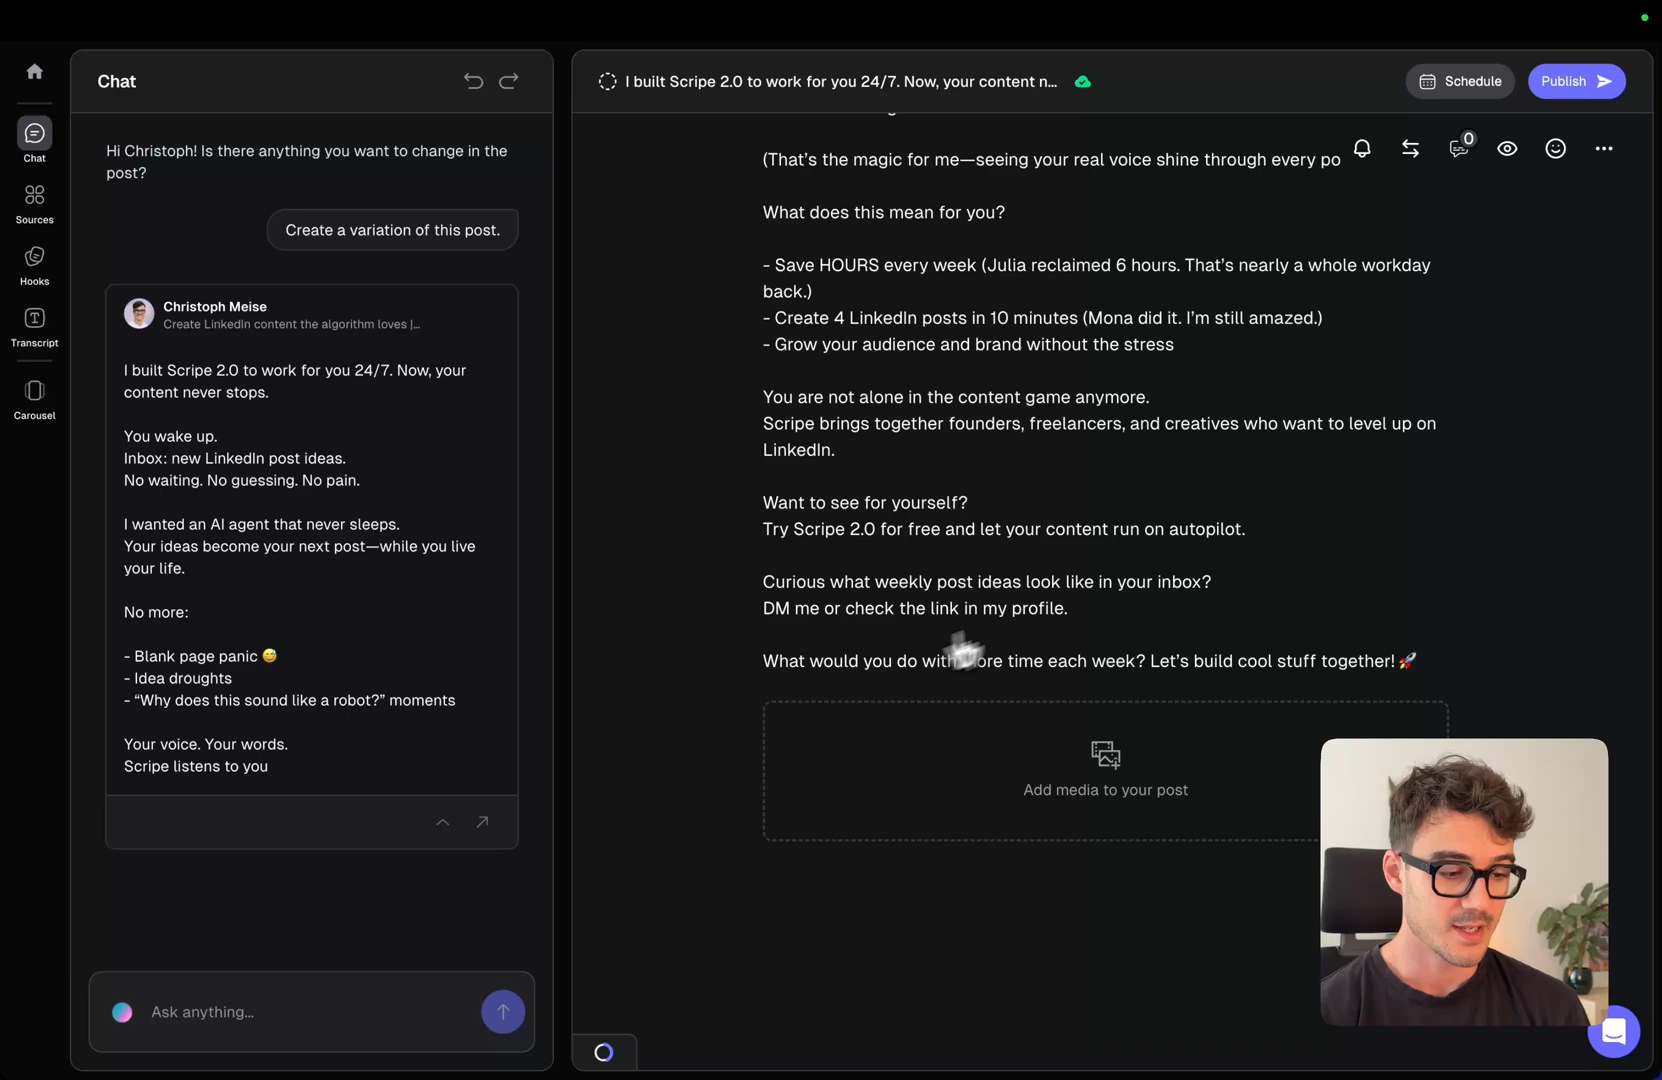 Chat
I built Scripe 2.0 to work for you 24/7. Now, your content n...
Schedule
Publish
Chat
Sources
Hooks
Transcript
Carousel
Hi Christoph! Is there anything you want to change in the
post?
Create a variation of this post.
Christoph Meise
Create LinkedIn content the algorithm loves |...
I built Scripe 2.0 to work for you 24/7. Now, your
content never stops.
You wake up.
Inbox: new LinkedIn post ideas.
No waiting. No guessing. No pain.
I wanted an AI agent that never sleeps.
Your ideas become your next post—while you live
your life.
No more:
- Blank page panic 😅
- Idea droughts
- “Why does this sound like a robot?” moments
Your voice. Your words.
Scripe listens to you
Ask anything...
0
(That’s the magic for me—seeing your real voice shine through every po
What does this mean for you?
- Save HOURS every week (Julia reclaimed 6 hours. That’s nearly a whole workday
back.)
- Create 4 LinkedIn posts in 10 minutes (Mona did it. I’m still amazed.)
- Grow your audience and brand without the stress
You are not alone in the content game anymore.
Scripe brings together founders, freelancers, and creatives who want to level up on
LinkedIn.
Want to see for yourself?
Try Scripe 2.0 for free and let your content run on autopilot.
Curious what weekly post ideas look like in your inbox?
DM me or check the link in my profile.
What would you do with more time each week? Let’s build cool stuff together! 🚀
Add media to your post